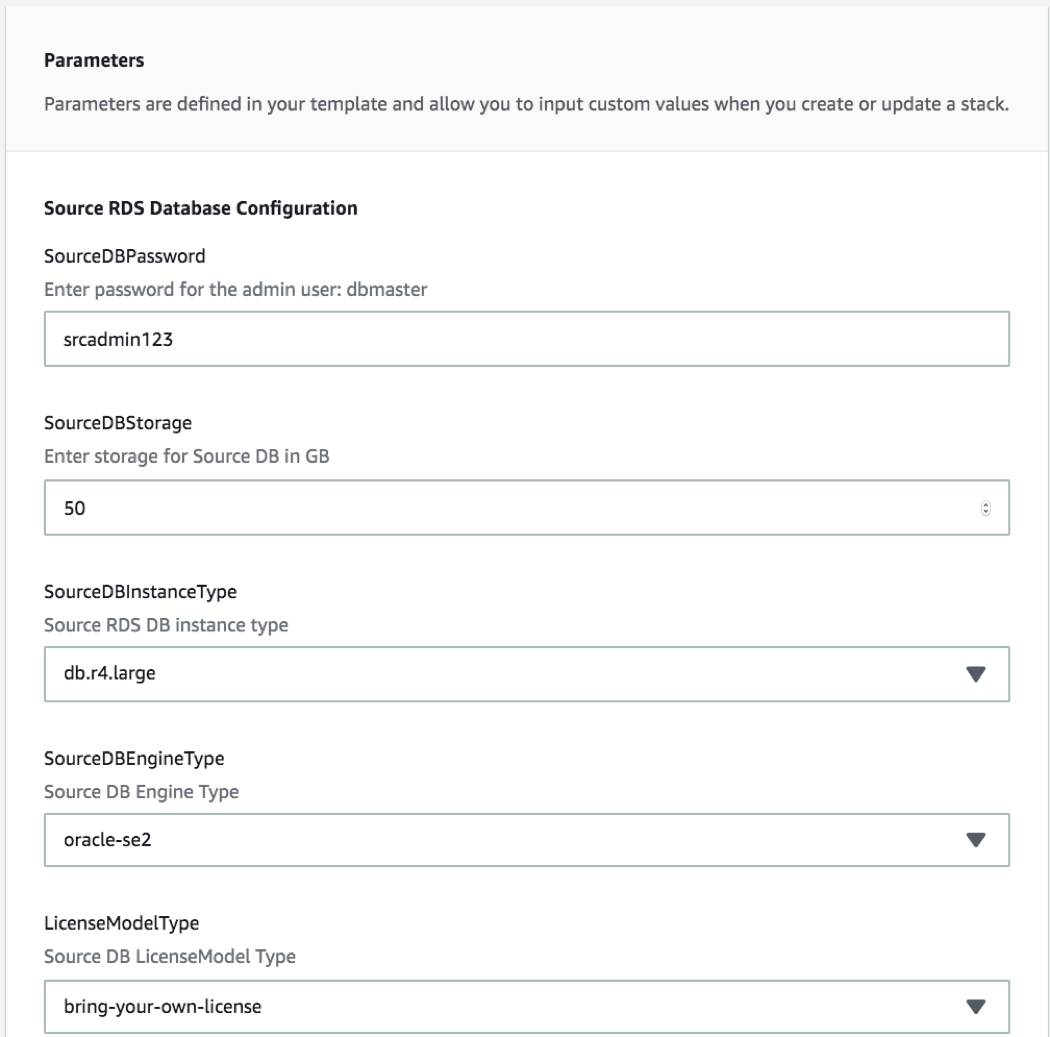 Parameters
Parameters are defined in your template and allow you to input custom values when you create or update a stack.
Source RDS Database Configuration
SourceDBPassword
Enter password for the admin user: dbmaster
srcadmin123
SourceDBStorage
Enter storage for Source DB in GB
50
SourceDBInstanceType
Source RDS DB instance type
db.r4.large
SourceDBEngineType
Source DB Engine Type
oracle-se2
LicenseModelType
Source DB LicenseModel Type
bring-your-own-license